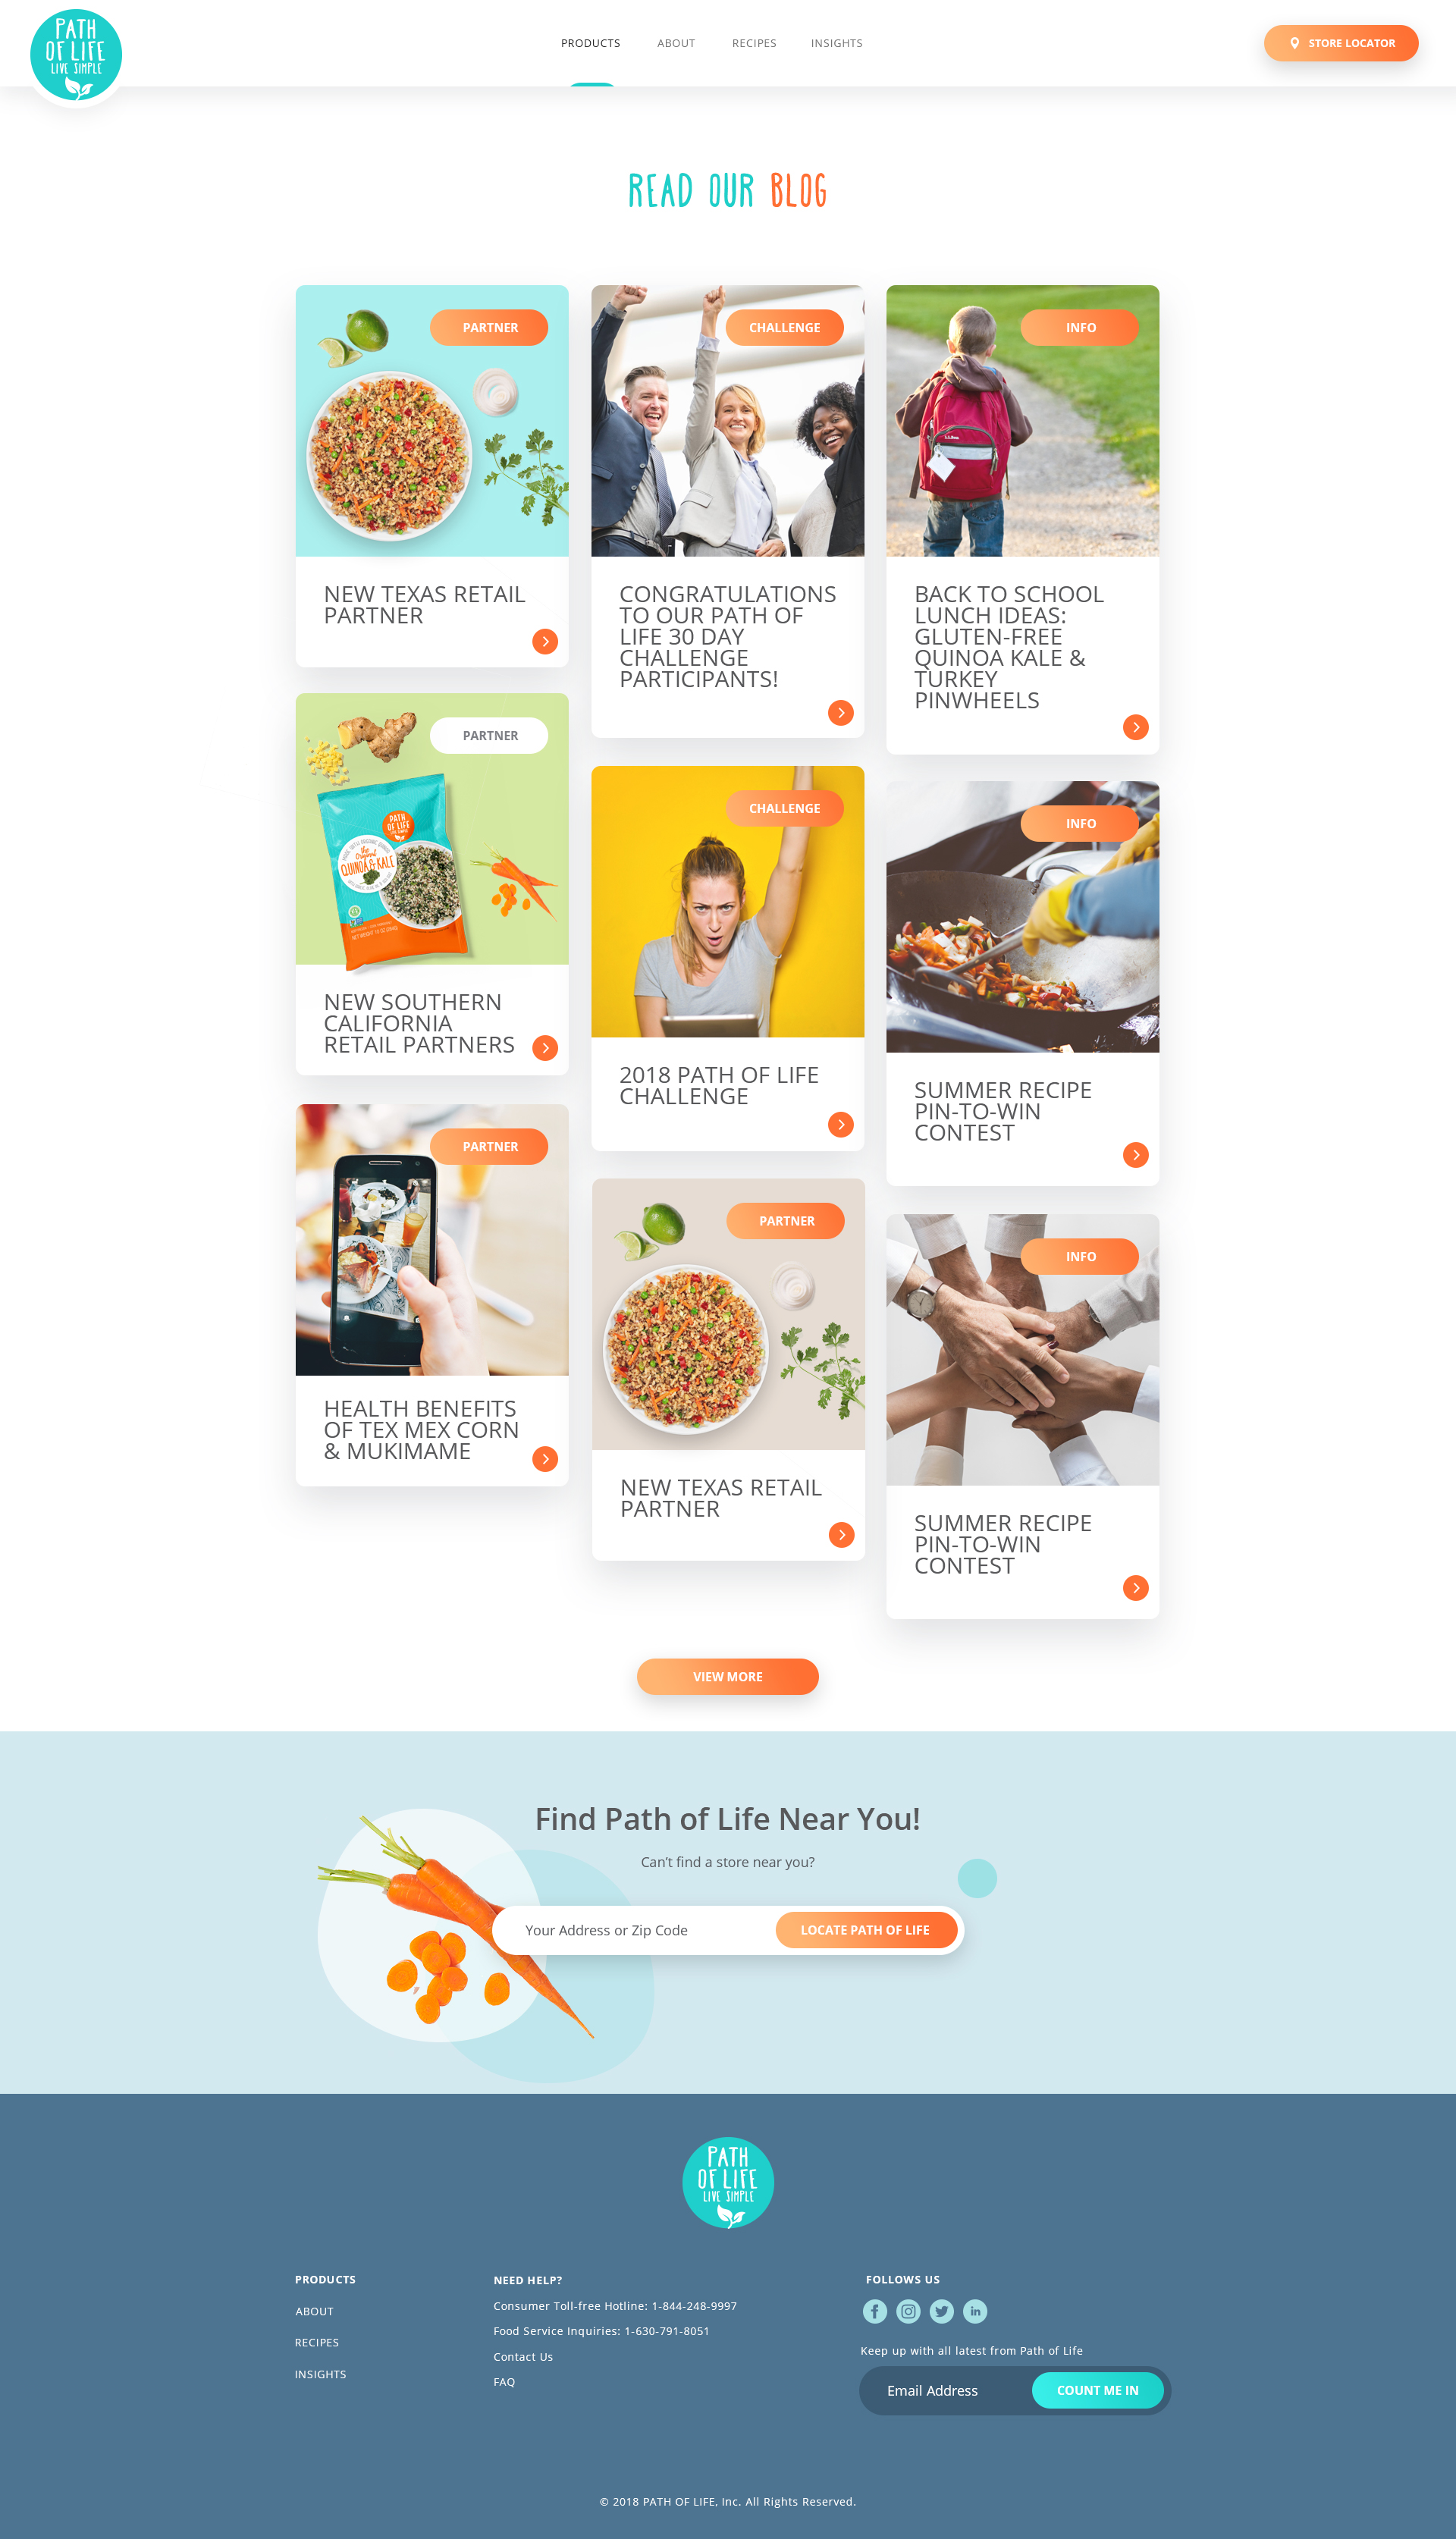 PATH
OF LIFE
LIVE SIMPLE
PRODUCTS
ABOUT
RECIPES
INSIGHTS
STORE LOCATOR
READ OUR BLOG
PARTNER
NEW TEXAS RETAIL
PARTNER
CHALLENGE
CONGRATULATIONS
TO OUR PATH OF
LIFE 30 DAY
CHALLENGE
PARTICIPANTS!
INFO
BACK TO SCHOOL
LUNCH IDEAS:
GLUTEN-FREE
QUINOA KALE &
TURKEY
PINWHEELS
PARTNER
PATH
OF LIFE
the Original
QUINOA & KALE
NEW SOUTHERN
CALIFORNIA
RETAIL PARTNERS
CHALLENGE
2018 PATH OF LIFE
CHALLENGE
INFO
SUMMER RECIPE
PIN-TO-WIN
CONTEST
PARTNER
HEALTH BENEFITS
OF TEX MEX CORN
& MUKIMAME
PARTNER
NEW TEXAS RETAIL
PARTNER
INFO
SUMMER RECIPE
PIN-TO-WIN
CONTEST
VIEW MORE
Find Path of Life Near You!
Can’t find a store near you?
Your Address or Zip Code
LOCATE PATH OF LIFE
PATH
OF LIFE
LIVE SIMPLE
PRODUCTS
ABOUT
RECIPES
INSIGHTS
NEED HELP?
Consumer Toll-free Hotline: 1-844-248-9997
Food Service Inquiries: 1-630-791-8051
Contact Us
FAQ
FOLLOWS US
Keep up with all latest from Path of Life
Email Address
COUNT ME IN
© 2018 PATH OF LIFE, Inc. All Rights Reserved.